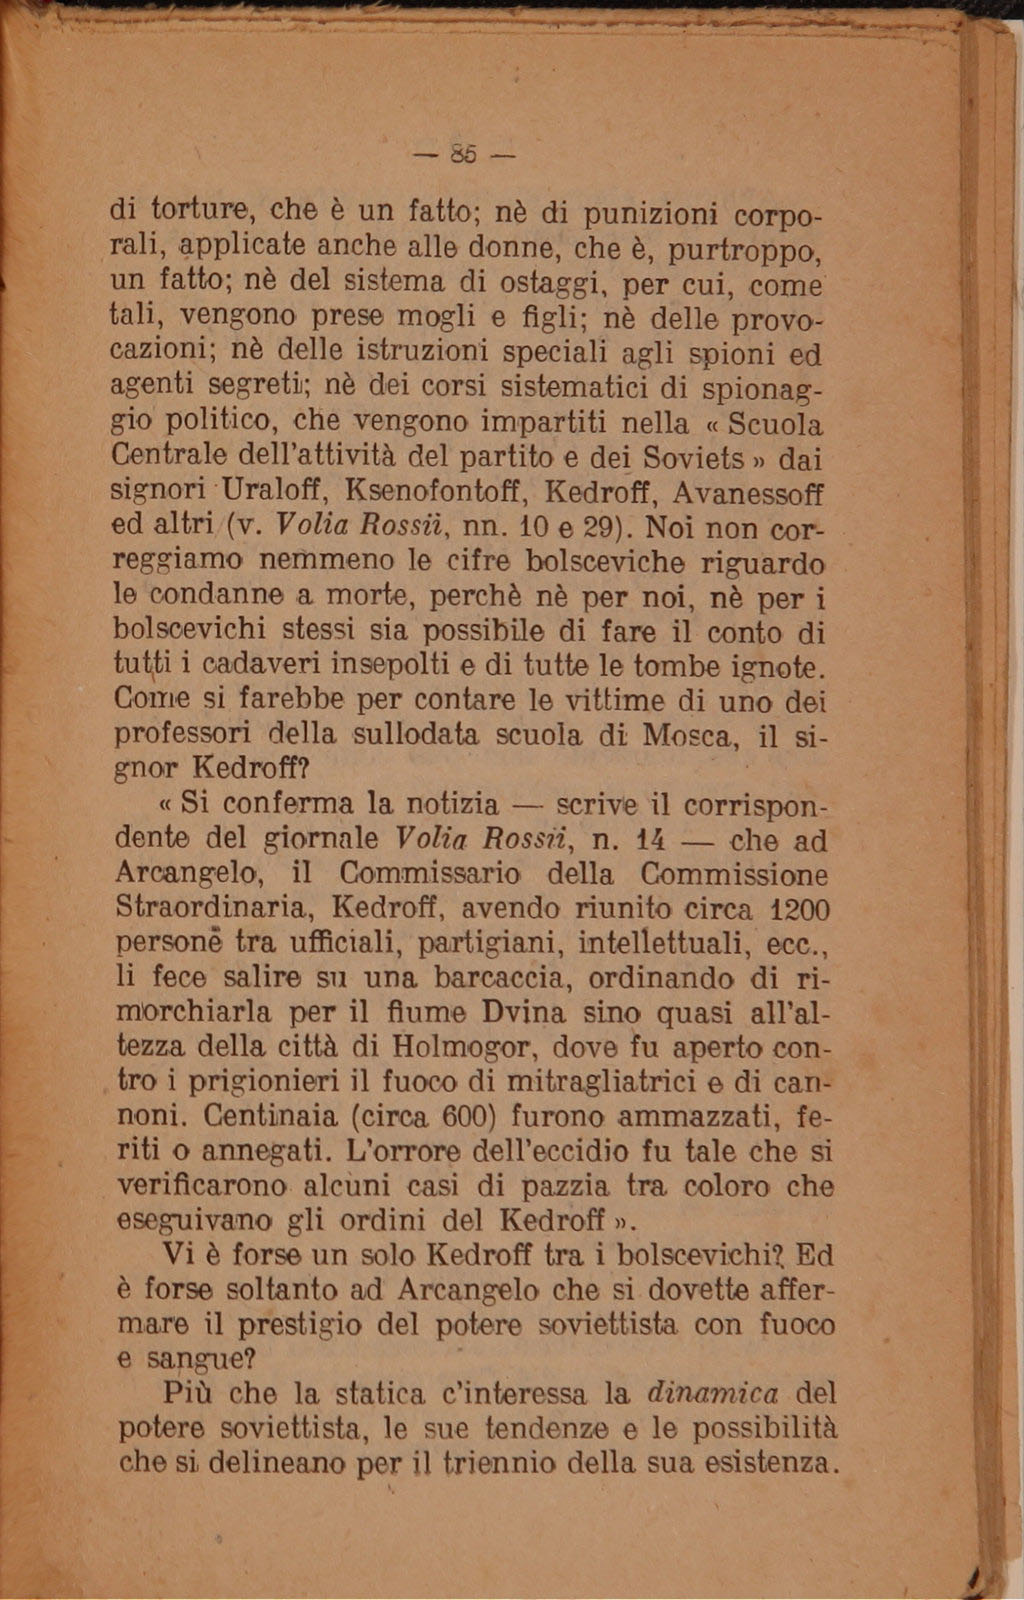 — 85 —
di torture, che è un fatto; nè di punizioni corpo-
rali, applicate anche alle donne, che è, purtroppo,
un fatto; nè del sistema di ostaggi, per cui, come
tali, vengono prese mogli e figli; nè delle provo-
cazioni; nè delle istruzioni speciali agli spioni ed
agenti segreti; nè dei corsi sistematici di spionag-
gio politico, che vengono impartiti nella « Scuola
Centrale dell'attività del partito e dei Soviets » dai
signori Uraloff, Ksenofontoff, Kedroff, Avanessoff
ed altri (v. Volia Rossii, nn. 10 e 29). Noi non cor-
reggiamo nemmeno le cifre bolsceviche riguardo
le condanne a morte, perchè nè per noi, nè per i
bolscevichi stessi sia possibile di fare il conto di
tutti i cadaveri insepolti e di tutte le tombe ignote.
Come si farebbe per contare le vittime di uno dei
professori della sullodata scuola di Mosca, il si-
gnor Kedroff?
« Si conferma la notizia — scrive il corrispon-
dente del giornale Volia Rossii, n. 14 — che ad
Arcangelo, il Commissario della Commissione
Straordinaria, Kedroff, avendo riunito circa 1200
persone tra ufficiali, partigiani, intellettuali, ecc.,
li fece salire su una barcaccia, ordinando di ri-
morchiarla per il fiume Dvina sino quasi all'al-
tezza della città di Holmogor, dove fu aperto con-
tro i prigionieri il fuoco di mitragliatrici e di can-
noni. Centinaia (circa 600) furono ammazzati, fe-
riti o annegati. L'orrore dell'eccidio fu tale che si
verificarono alcuni casi di pazzia tra coloro che
eseguivano gli ordini del Kedroff ».
Vi è forse un solo Kedroff tra i bolscevichi? Ed
è forse soltanto ad Arcangelo che si dovette affer-
mare il prestigio del potere soviettista con fuoco
e sangue?
Più che la statica c'interessa la dinamica del
potere soviettista, le sue tendenze e le possibilità
che si delineano per il triennio della sua esistenza.